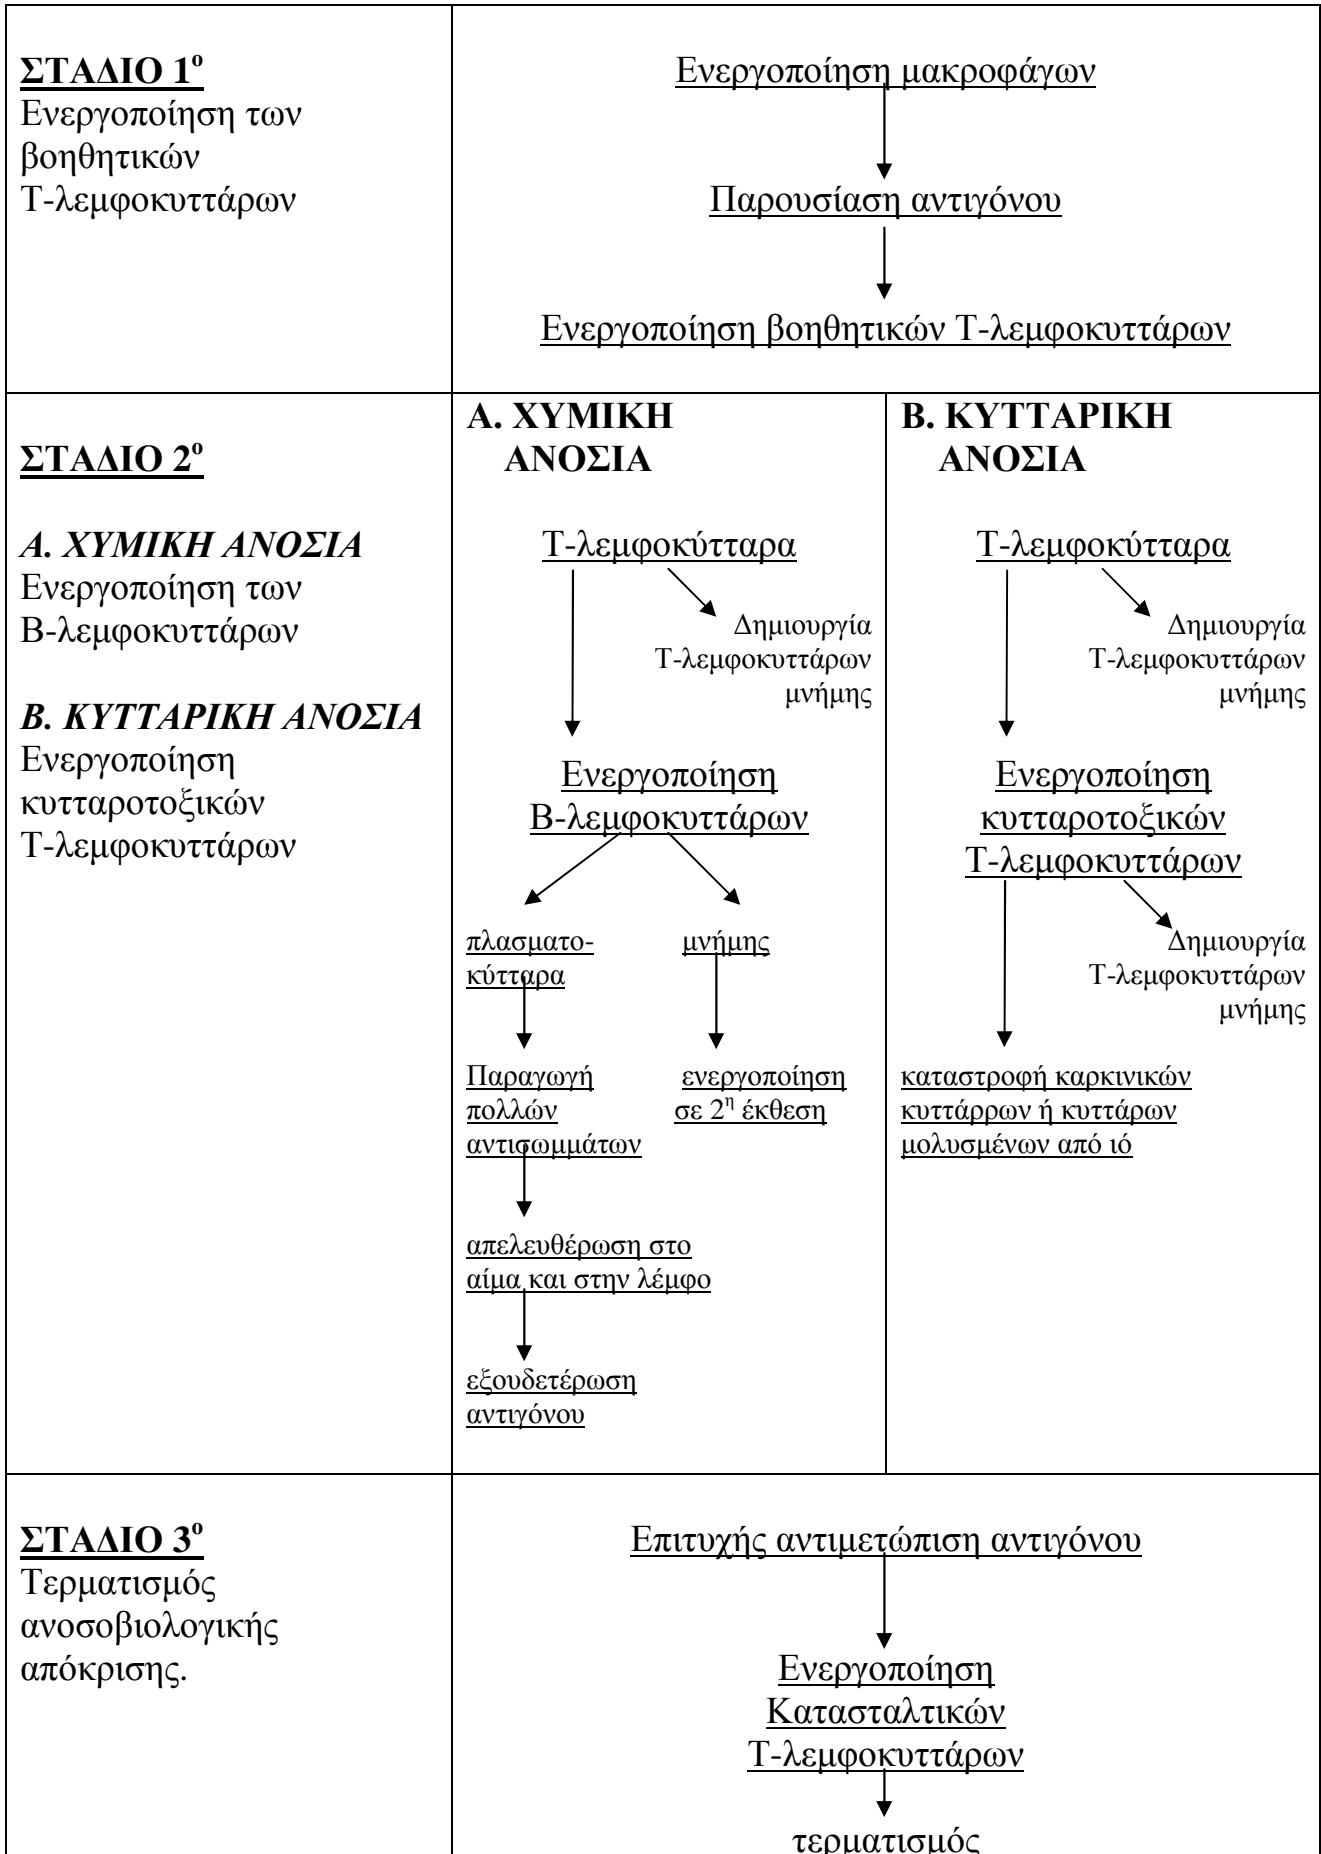 ΣΤΑΔΙΟ 1ο
Ενεργοποίηση των
βοηθητικών
Τ-λεμφοκυττάρων
Ενεργοποίηση μακροφάγων
Παρουσίαση αντιγόνου
Ενεργοποίηση βοηθητικών Τ-λεμφοκυττάρων
ΣΤΑΔΙΟ 2ο
Α. ΧΥΜΙΚΗ ΑΝΟΣΙΑ
Ενεργοποίηση των
Β-λεμφοκυττάρων
Β. ΚΥΤΤΑΡΙΚΗ ΑΝΟΣΙΑ
Ενεργοποίηση
κυτταροτοξικών
Τ-λεμφοκυττάρων
Α. ΧΥΜΙΚΗ
ΑΝΟΣΙΑ
Τ-λεμφοκύτταρα
Δημιουργία
Τ-λεμφοκυττάρων
μνήμης
Ενεργοποίηση
Β-λεμφοκυττάρων
πλασματο-
κύτταρα
μνήμης
Παραγωγή
πολλών
αντισωμμάτων
ενεργοποίηση
σε 2η έκθεση
απελευθέρωση στο
αίμα και στην λέμφο
εξουδετέρωση
αντιγόνου
Β. ΚΥΤΤΑΡΙΚΗ
ΑΝΟΣΙΑ
Τ-λεμφοκύτταρα
Δημιουργία
Τ-λεμφοκυττάρων
μνήμης
Ενεργοποίηση
κυτταροτοξικών
Τ-λεμφοκυττάρων
Δημιουργία
Τ-λεμφοκυττάρων
μνήμης
καταστροφή καρκινικών
κυττάρρων ή κυττάρων
μολυσμένων από ιό
ΣΤΑΔΙΟ 3ο
Τερματισμός
ανοσοβιολογικής
απόκρισης.
Επιτυχής αντιμετώπιση αντιγόνου
Ενεργοποίηση
Κατασταλτικών
Τ-λεμφοκυττάρων
τερματισμός